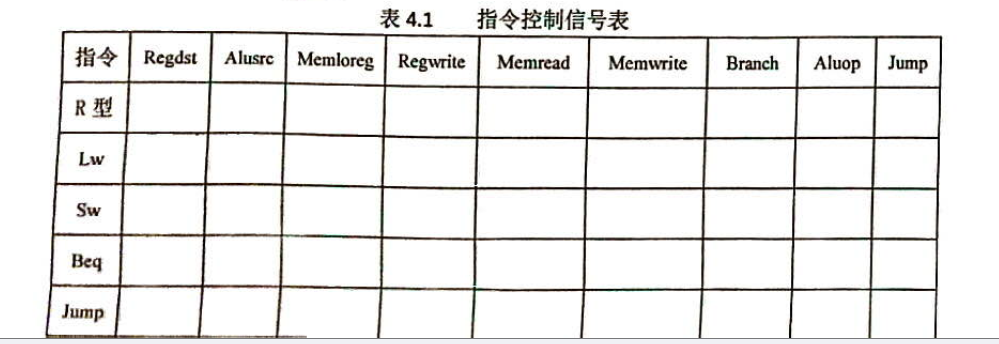 表 4.1 指令控制信号表
指令 Regdst Alusrc Memloreg Regwrite Memread Memwrite Branch Aluop Jump
R 型
Lw
Sw
Beq
Jump